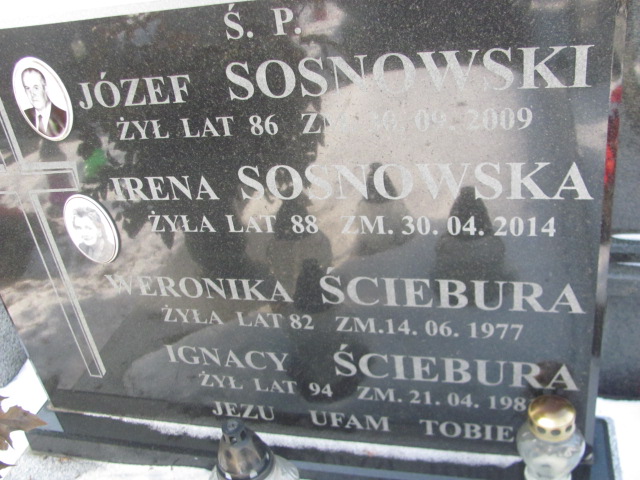 Ś. P.
JÓZEF SOSNOWSKI
ŻYŁ LAT 86 ZM. 09. 2009
IRENA SOSNOWSKA
ŻYŁA LAT 88 ZM. 30. 04. 2014
WERONIKA ŚCIEBURA
ŻYŁA LAT 82 ZM. 14. 06. 1977
IGNACY ŚCIEBURA
ŻYŁ LAT 94 ZM. 21. 04.
JEZU UFAM TOBIE